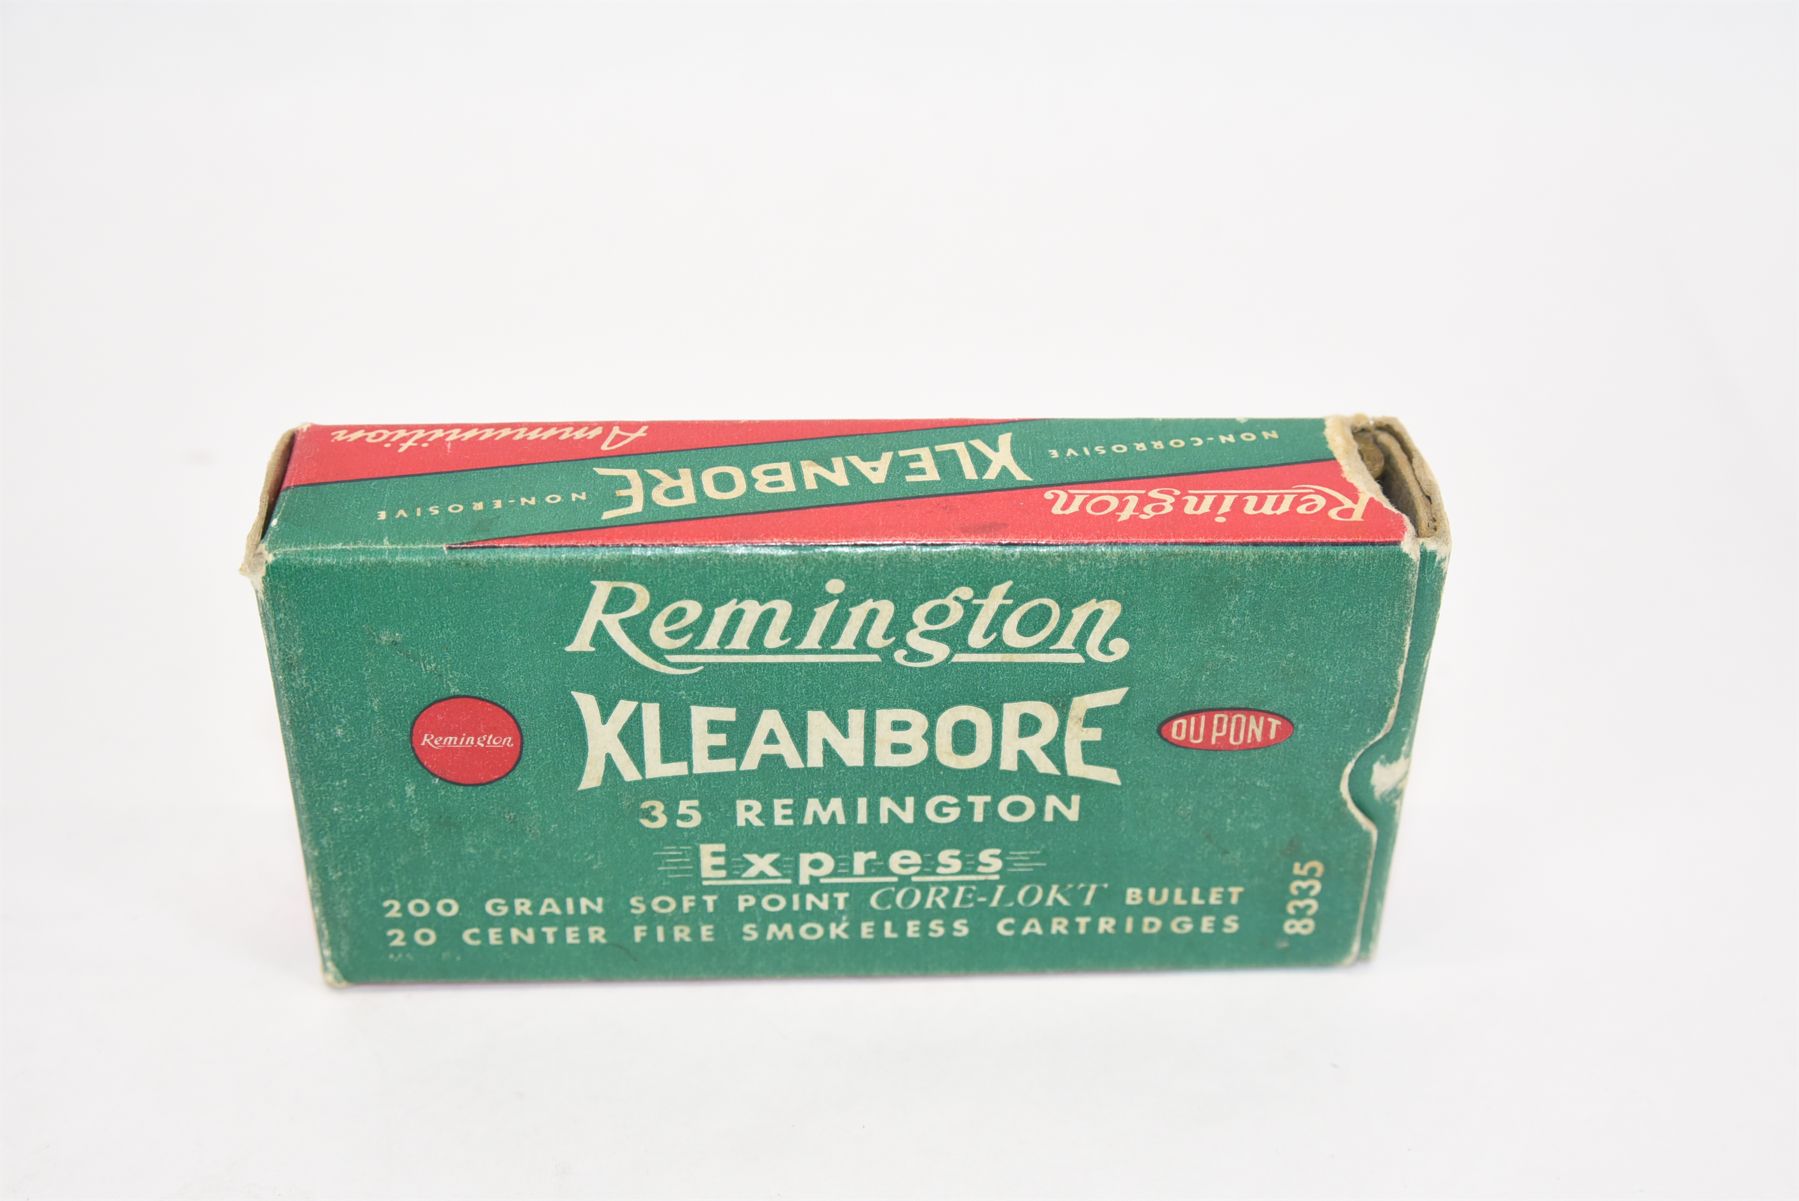 Ammunition
NON-CORROSIVE
KLEANBORE
NON-EROSIVE
Remington
Remington
KLEANBORE
Remington
DU PONT
35 REMINGTON
Express
200 GRAIN SOFT POINT CORE-LOKT BULLET
20 CENTER FIRE SMOKELESS CARTRIDGES
8335